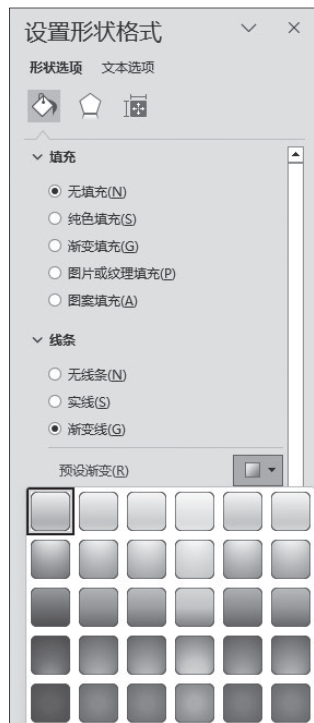 设置形状格式
形状选项 文本选项
填充
无填充(N)
纯色填充(S)
渐变填充(G)
图片或纹理填充(P)
图案填充(A)
线条
无线条(N)
实线(S)
渐变线(G)
预设渐变(R)